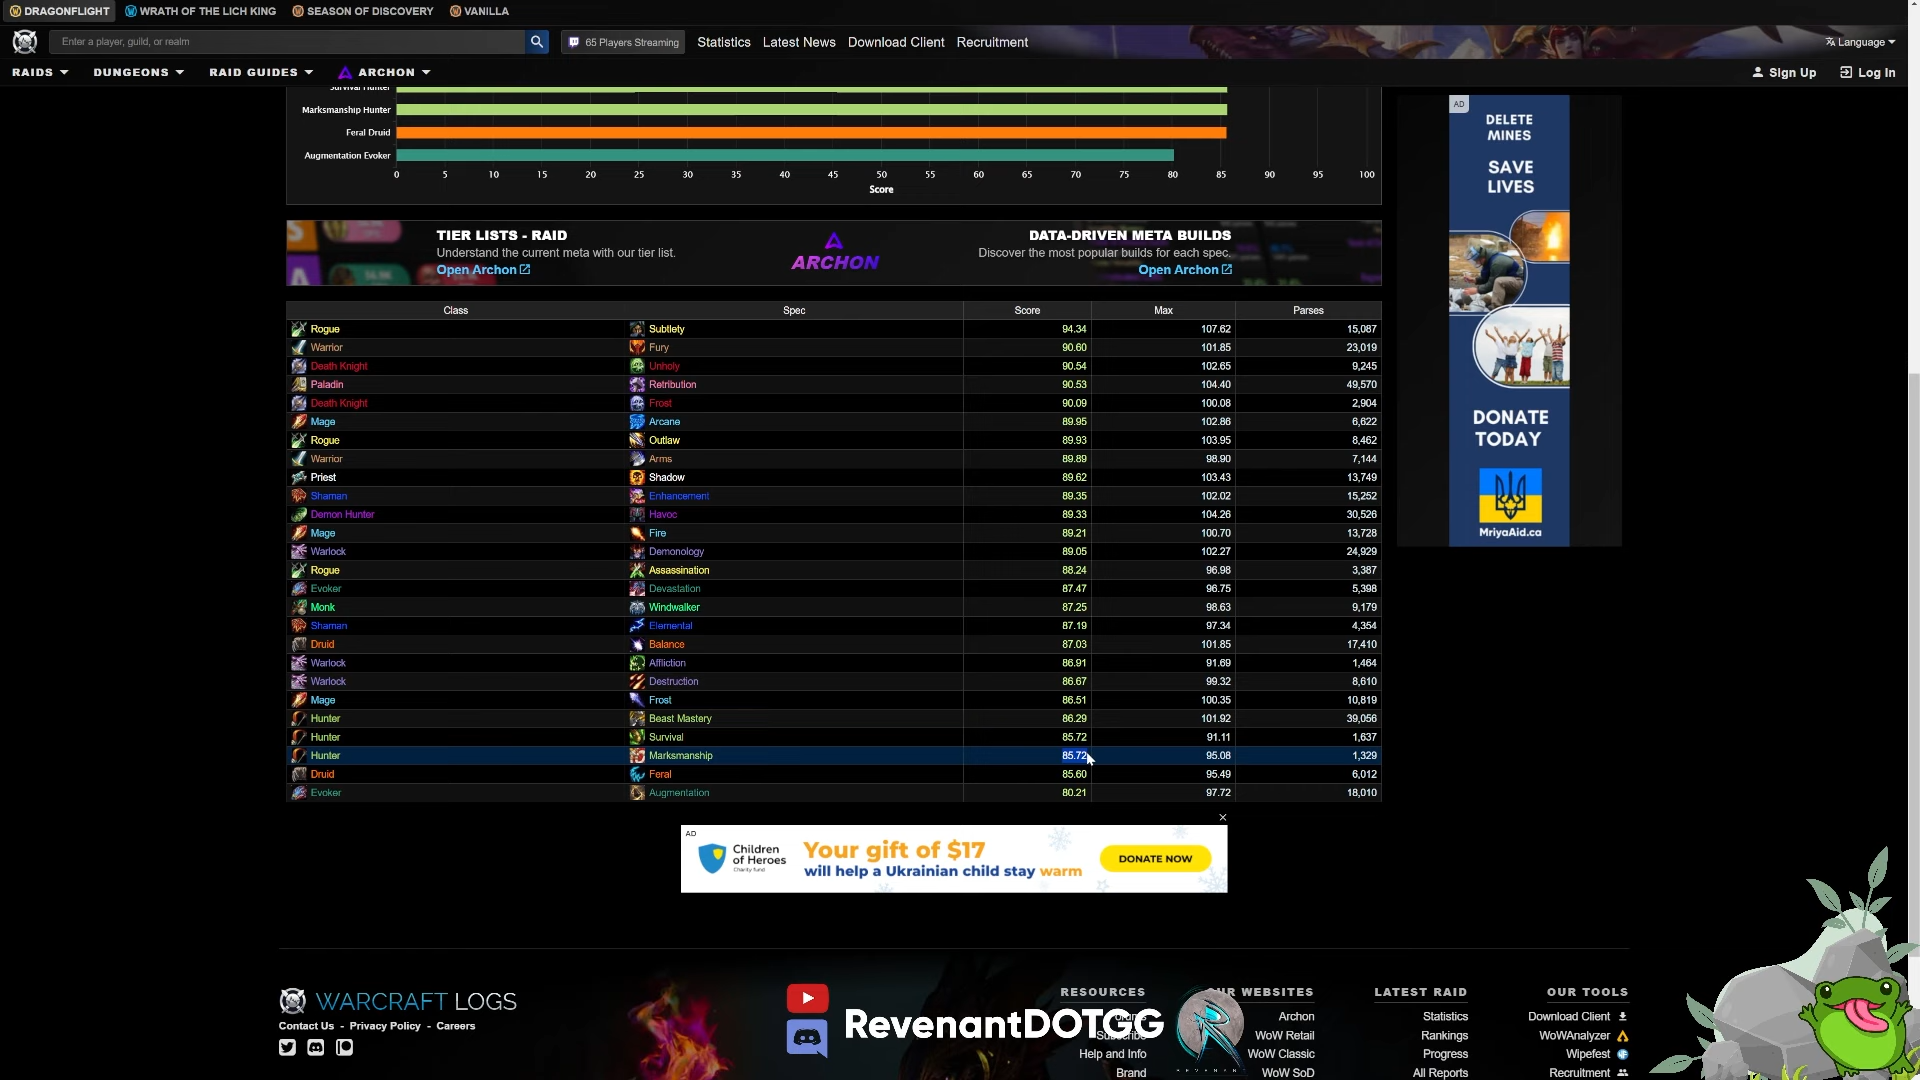 DRAGONFLIGHT WRATH OF THE LICH KING SEASON OF DISCOVERY VANILLA
Enter a player, guild, or realm 65 Players Streaming Statistics Latest News Download Client Recruitment Language
RAIDS DUNGEONS RAID GUIDES ARCHON Sign Up Log In
Survival Hunter
Marksmanship Hunter
Feral Druid
Augmentation Evoker
0 5 10 15 20 25 30 35 40 45 50 55 60 65 70 75 80 85 90 95 100
Score
TIER LISTS - RAID
Understand the current meta with our tier list.
Open Archon
ARCHON
DATA-DRIVEN META BUILDS
Discover the most popular builds for each spec.
Open Archon
Class Spec Score Max Parses
Rogue Subtlety 94.34 107.62 15,087
Warrior Fury 90.60 101.85 23,019
Death Knight Unholy 90.54 102.65 9,245
Paladin Retribution 90.53 104.40 49,570
Death Knight Frost 90.09 100.08 2,904
Mage Arcane 89.95 102.86 6,622
Rogue Outlaw 89.93 103.95 8,462
Warrior Arms 89.89 98.90 7,144
Priest Shadow 89.62 103.43 13,749
Shaman Enhancement 89.35 102.02 15,252
Demon Hunter Havoc 89.33 104.26 30,526
Mage Fire 89.21 100.70 13,728
Warlock Demonology 89.05 102.27 24,929
Rogue Assassination 88.24 96.98 3,387
Evoker Devastation 87.47 96.75 5,398
Monk Windwalker 87.25 98.63 9,179
Shaman Elemental 87.19 97.34 4,354
Druid Balance 87.03 101.85 17,410
Warlock Affliction 86.91 91.69 1,464
Warlock Destruction 86.67 99.32 8,610
Mage Frost 86.51 100.35 10,819
Hunter Beast Mastery 86.29 101.92 39,056
Hunter Survival 85.72 91.11 1,637
Hunter Marksmanship 85.72 95.08 1,329
Druid Feral 85.60 95.49 6,012
Evoker Augmentation 80.21 97.72 18,010
AD
DELETE
MINES
SAVE
LIVES
DONATE
TODAY
MriyaAid.ca
AD
Children
of Heroes
Charity fund
Your gift of $17
will help a Ukrainian child stay warm
DONATE NOW
WARCRAFT LOGS
Contact Us - Privacy Policy - Careers
RevenantDOTGG
REVENANT
RESOURCES
Subscribe
Help and Info
Brand
OUR WEBSITES
Archon
WoW Retail
WoW Classic
WoW SoD
LATEST RAID
Statistics
Rankings
Progress
All Reports
OUR TOOLS
Download Client
WoWAnalyzer
Wipefest
Recruitment